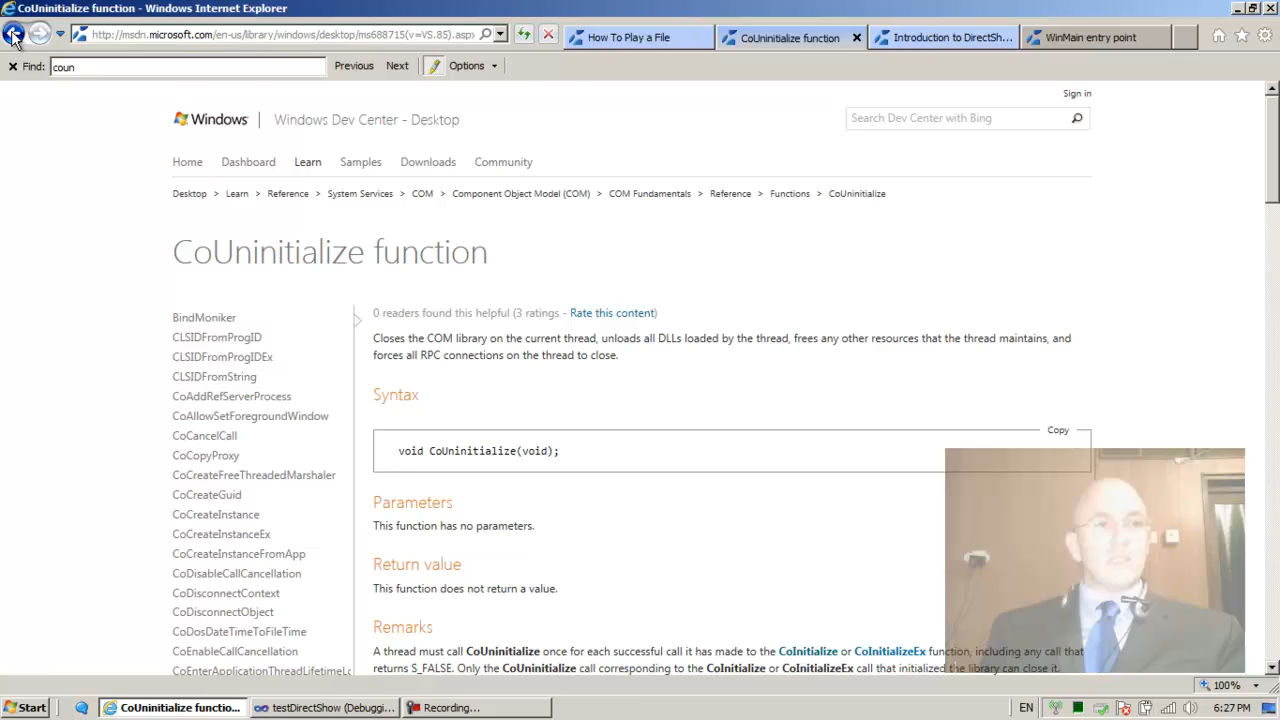 CoUninitialize function - Windows Internet Explorer
http://msdn.microsoft.com/en-us/library/windows/desktop/ms688715(v=VS.85).aspx
How To Play a File
CoUninitialize function
Introduction to DirectSh...
WinMain entry point
Find: coun Previous Next Options
Sign in
Windows Windows Dev Center - Desktop
Search Dev Center with Bing
Home Dashboard Learn Samples Downloads Community
Desktop > Learn > Reference > System Services > COM > Component Object Model (COM) > COM Fundamentals > Reference > Functions > CoUninitialize
CoUninitialize function
BindMoniker
CLSIDFromProgID
CLSIDFromProgIDEx
CLSIDFromString
CoAddRefServerProcess
CoAllowSetForegroundWindow
CoCancelCall
CoCopyProxy
CoCreateFreeThreadedMarshaler
CoCreateGuid
CoCreateInstance
CoCreateInstanceEx
CoCreateInstanceFromApp
CoDisableCallCancellation
CoDisconnectContext
CoDisconnectObject
CoDosDateTimeToFileTime
CoEnableCallCancellation
CoEnterApplicationThreadLifetimeLc
0 readers found this helpful (3 ratings - Rate this content)
Closes the COM library on the current thread, unloads all DLLs loaded by the thread, frees any other resources that the thread maintains, and
forces all RPC connections on the thread to close.
Syntax
Copy
void CoUninitialize(void);
Parameters
This function has no parameters.
Return value
This function does not return a value.
Remarks
A thread must call CoUninitialize once for each successful call it has made to the CoInitialize or CoInitializeEx function, including any call that
returns S_FALSE. Only the CoUninitialize call corresponding to the CoInitialize or CoInitializeEx call that initialized the library can close it.
100%
Start
CoUninitialize functio...
testDirectShow (Debuggi...
Recording...
EN
6:27 PM